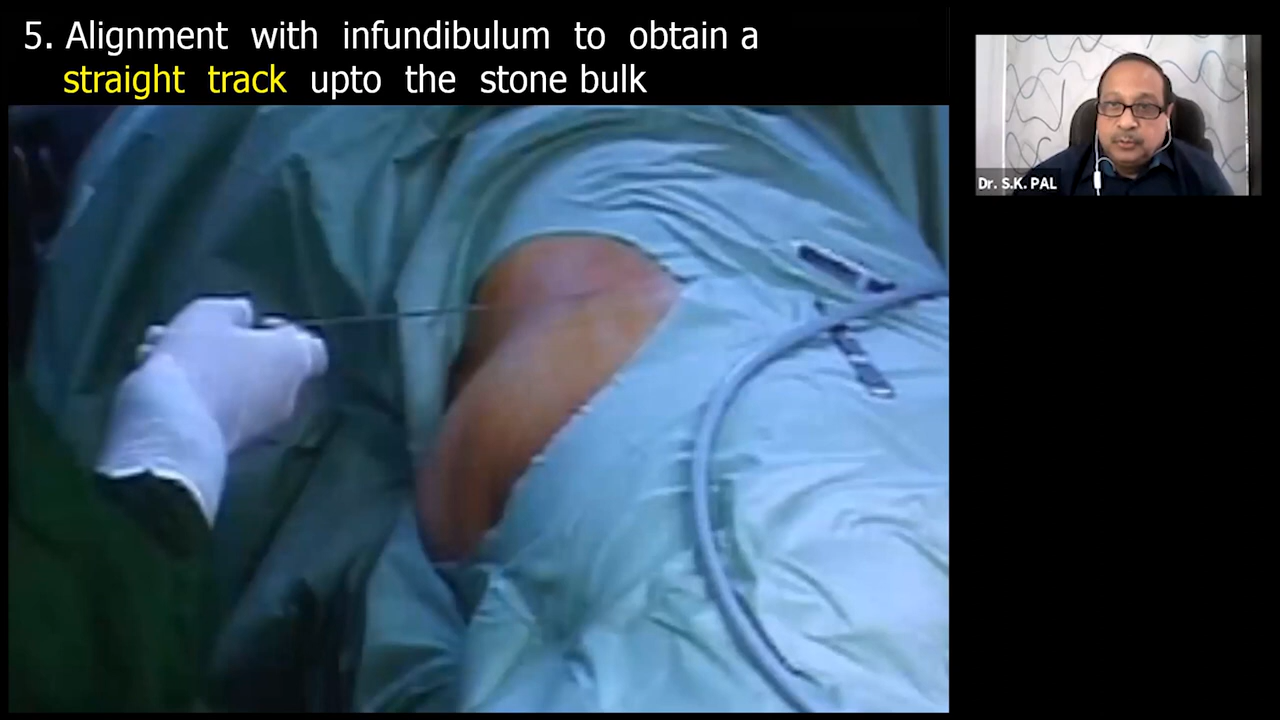 5. Alignment with infundibulum to obtain a
straight track upto the stone bulk
Dr. S.K. PAL